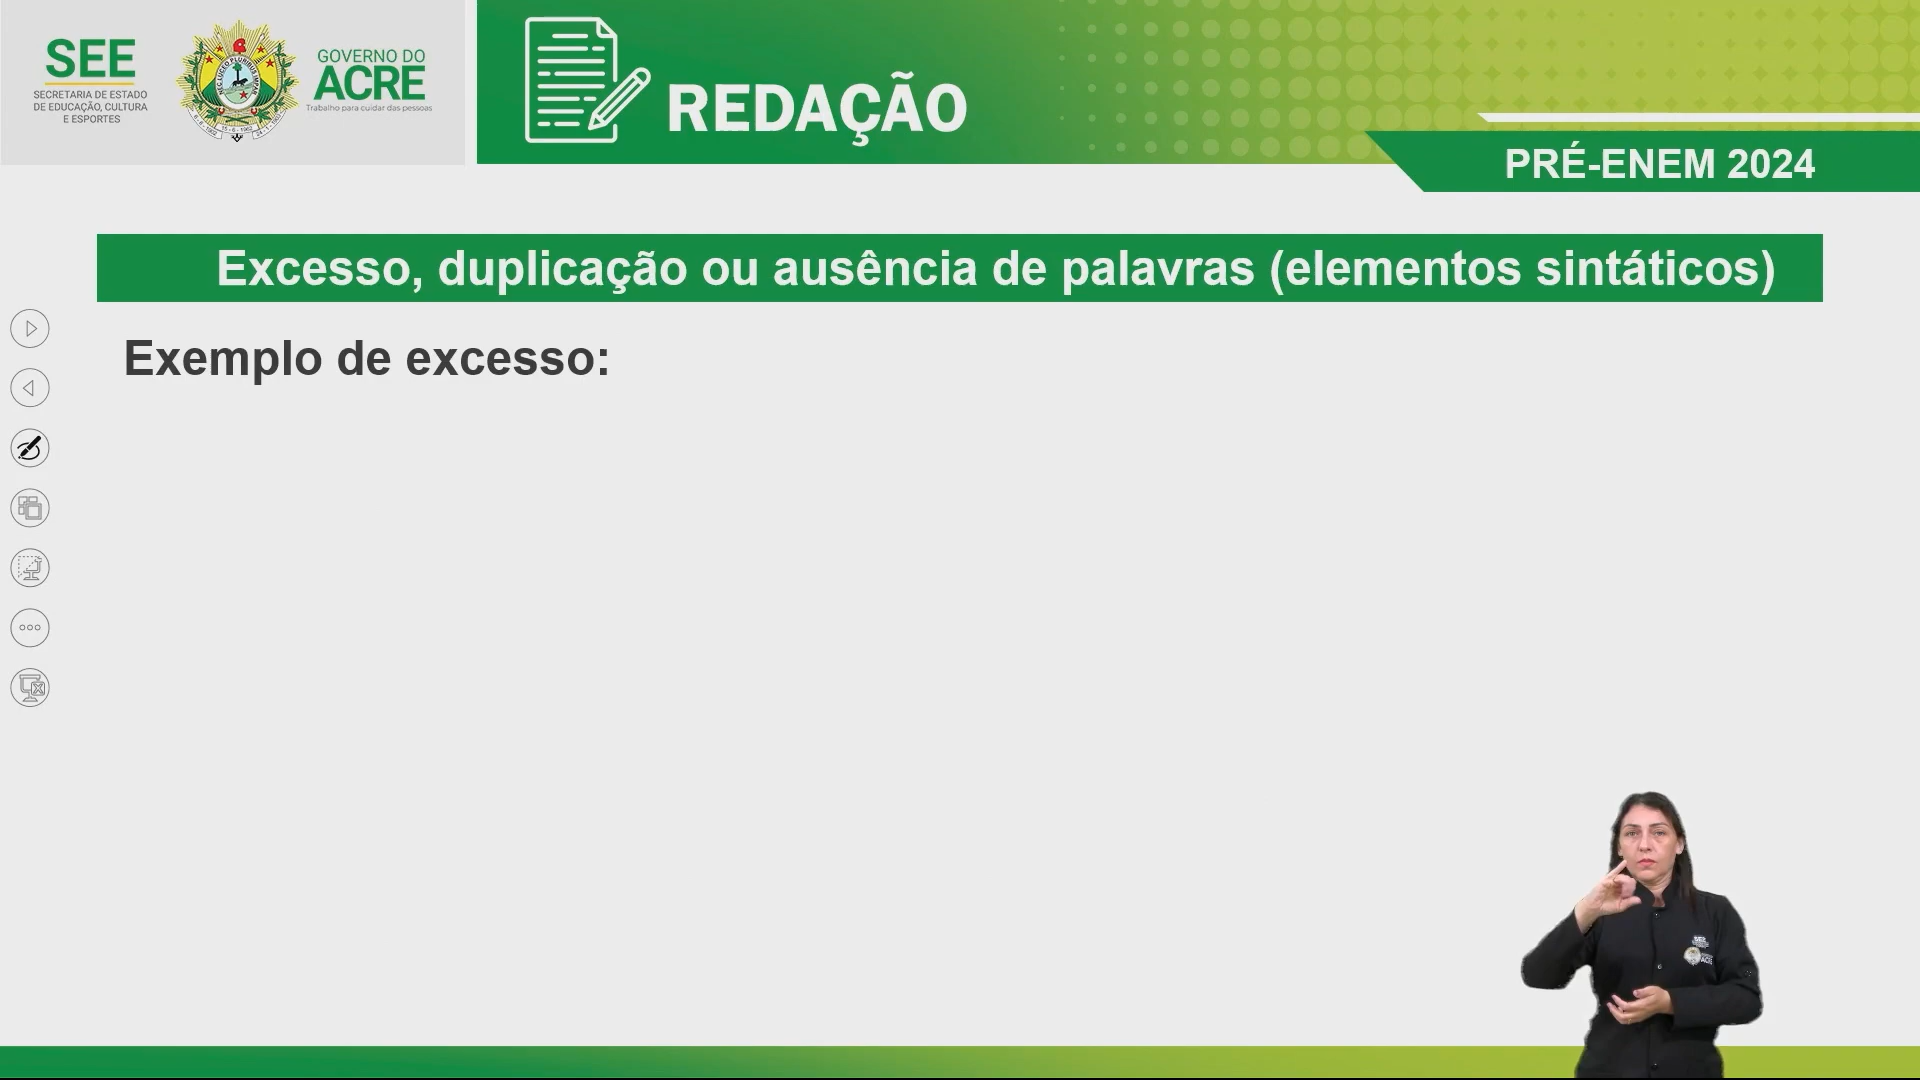 SEE
SECRETARIA DE ESTADO
DE EDUCAÇÃO, CULTURA
E ESPORTES
GOVERNO DO
ACRE
Trabalho para cuidar das pessoas
REDAÇÃO
PRÉ-ENEM 2024
Excesso, duplicação ou ausência de palavras (elementos sintáticos)
Exemplo de excesso: